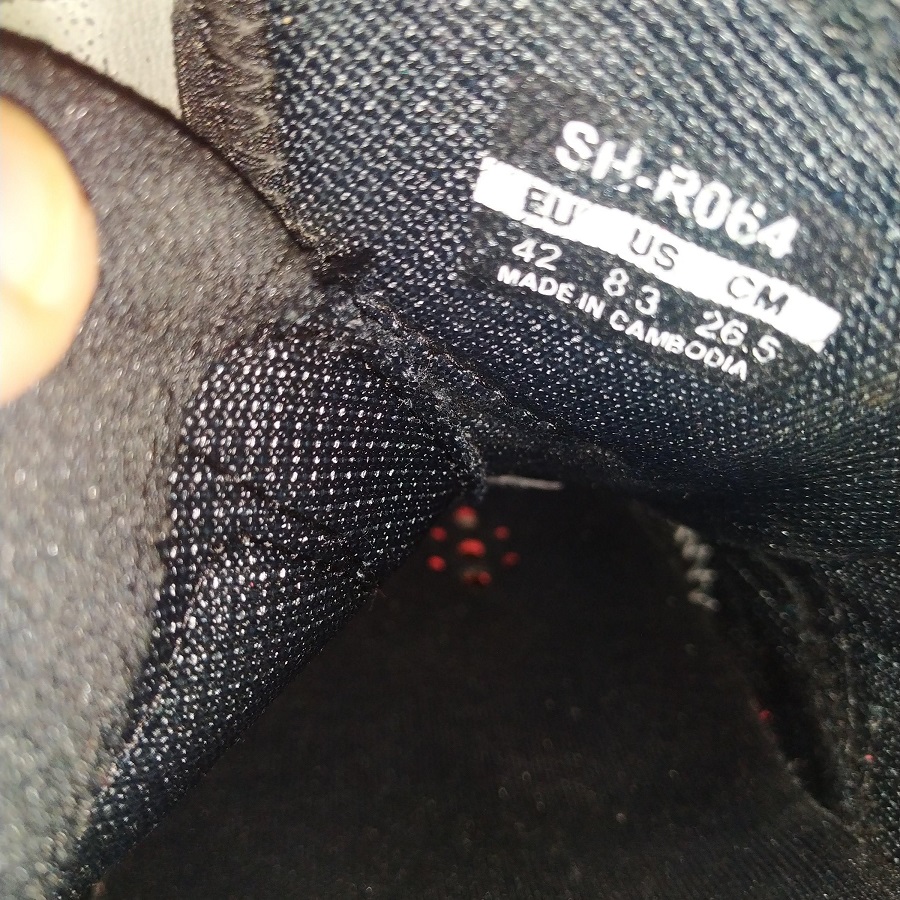 SH-R064
EU US CM
42 8.3 26.5
MADE IN CAMBODIA